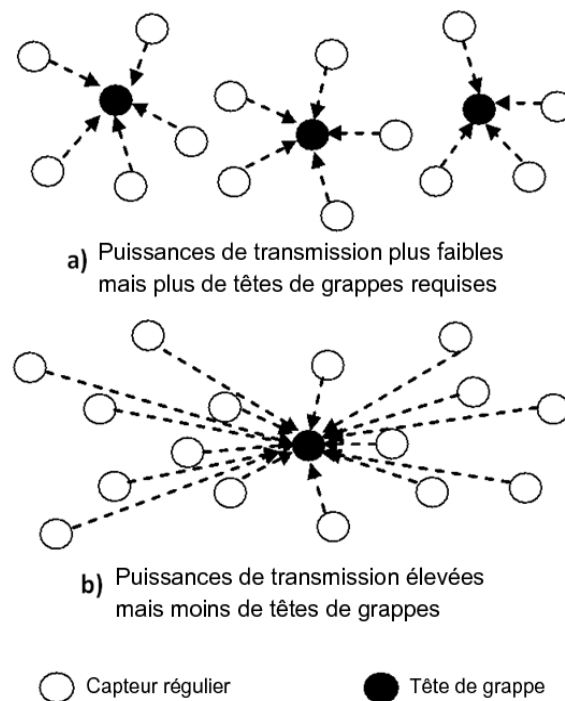 a) Puissances de transmission plus faibles
mais plus de têtes de grappes requises
b) Puissances de transmission élevées
mais moins de têtes de grappes
Capteur régulier
Tête de grappe